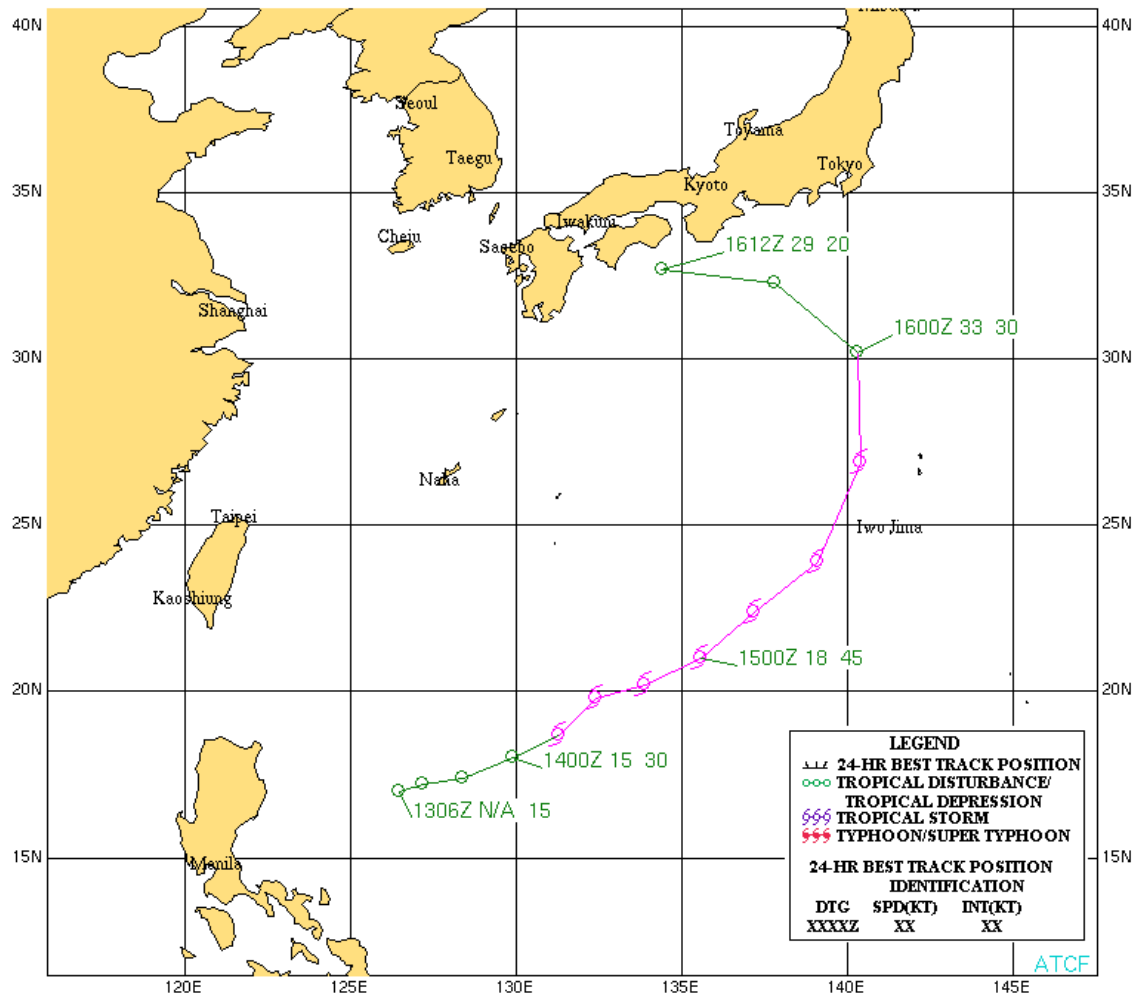 40N
40N
Seoul
Toyama
Taegu
Tokyo
Kyoto
35N
35N
Iwakuni
Cheju
Sasebo
1612Z 29 20
Shanghai
1600Z 33 30
30N
30N
Naha
Taipei
25N
Iwo Jima
25N
Kaoshiung
1500Z 18 45
20N
20N
1400Z 15 30
1306Z N/A 15
15N
Manila
15N
LEGEND
24-HR BEST TRACK POSITION
TROPICAL DISTURBANCE/
TROPICAL DEPRESSION
TROPICAL STORM
TYPHOON/SUPER TYPHOON
24-HR BEST TRACK POSITION
IDENTIFICATION
DTG SPD(KT) INT(KT)
XXXXZ XX XX
ATCF
120E 125E 130E 135E 140E 145E